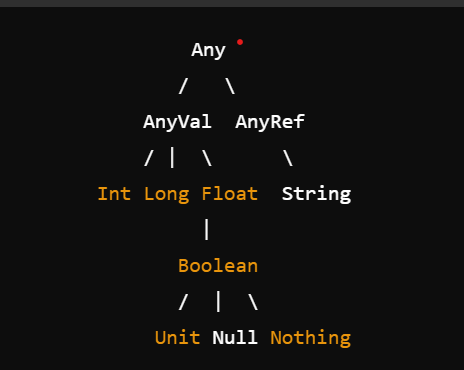 Any
/ \
AnyVal AnyRef
/ | \ \
Int Long Float String
|
Boolean
/ | \
Unit Null Nothing